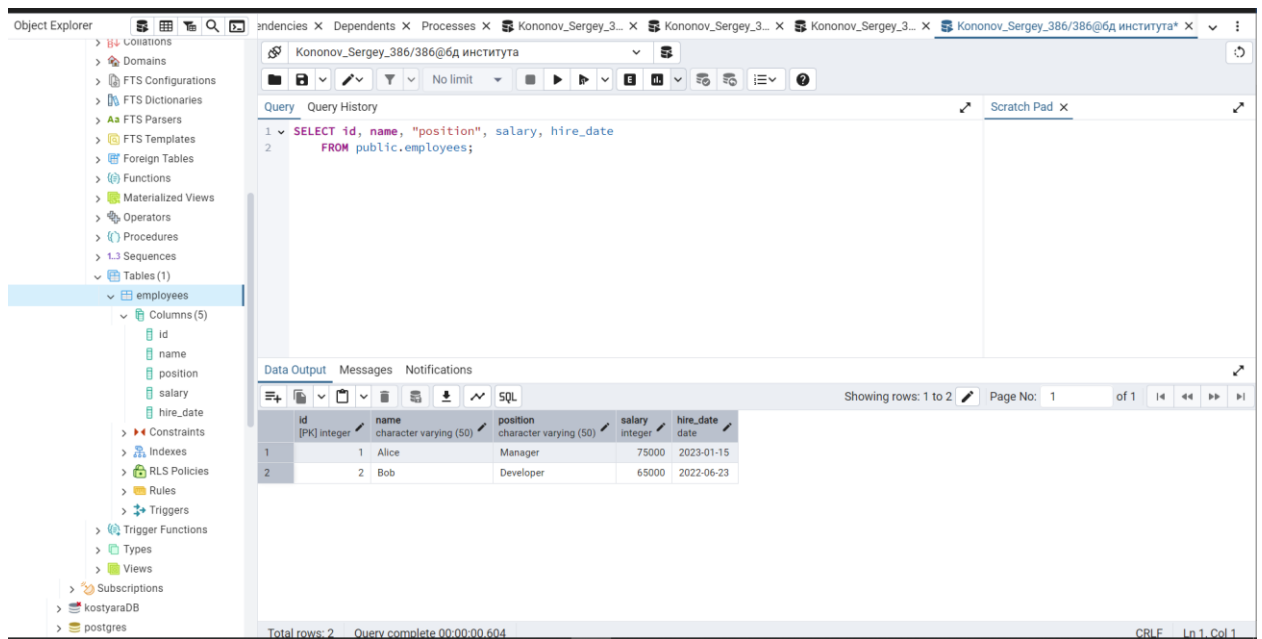 Object Explorer
endencies Dependents Processes Kononov_Sergey_3... Kononov_Sergey_3... Kononov_Sergey_3... Kononov_Sergey_386/386@бд института*
Collations
Domains
FTS Configurations
FTS Dictionaries
FTS Parsers
FTS Templates
Foreign Tables
Functions
Materialized Views
Operators
Procedures
1..3 Sequences
Tables (1)
employees
Columns (5)
id
name
position
salary
hire_date
Constraints
Indexes
RLS Policies
Rules
Triggers
Trigger Functions
Types
Views
Subscriptions
kostyaraDB
postgres
Kononov_Sergey_386/386@бд института
No limit
E
Query Query History
Scratch Pad
1 SELECT id, name, "position", salary, hire_date
2 FROM public.employees;
Data Output Messages Notifications
SQL
Showing rows: 1 to 2 Page No: 1 of 1
id name position salary hire_date
[PK] integer character varying (50) character varying (50) integer date
1 1 Alice Manager 75000 2023-01-15
2 2 Bob Developer 65000 2022-06-23
Total rows: 2 Query complete 00:00:00.604 CRLF Ln 1, Col 1